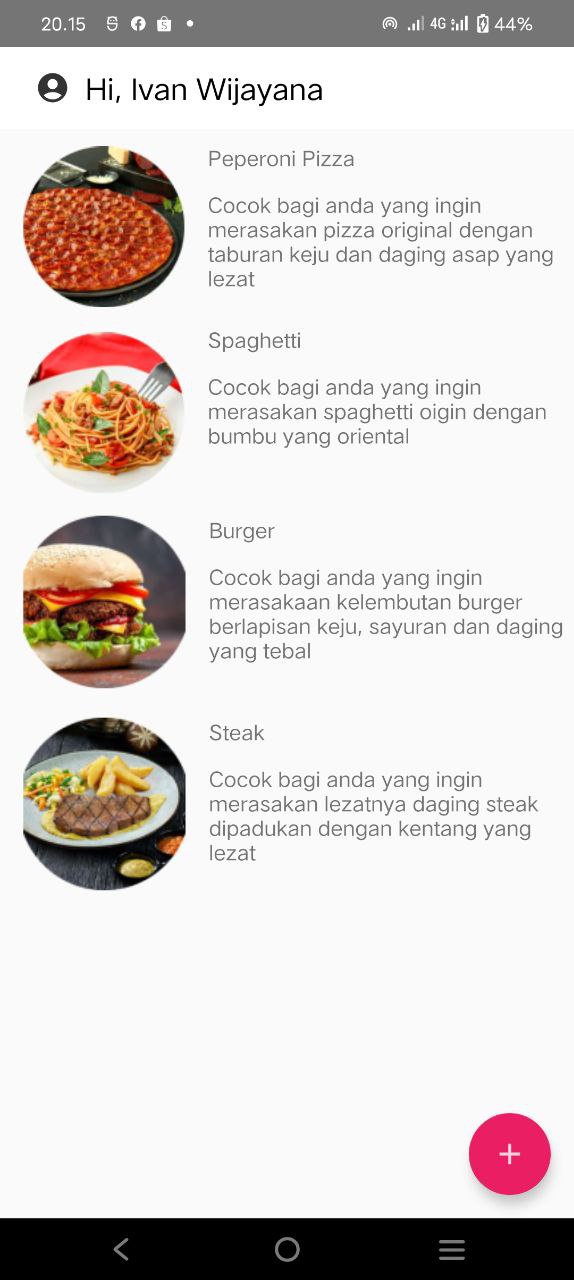 20.15 4G 44%
Hi, Ivan Wijayana
Peperoni Pizza
Cocok bagi anda yang ingin
merasakan pizza original dengan
taburan keju dan daging asap yang
lezat
Spaghetti
Cocok bagi anda yang ingin
merasakan spaghetti oigin dengan
bumbu yang oriental
Burger
Cocok bagi anda yang ingin
merasakaan kelembutan burger
berlapisan keju, sayuran dan daging
yang tebal
Steak
Cocok bagi anda yang ingin
merasakan lezatnya daging steak
dipadukan dengan kentang yang
lezat